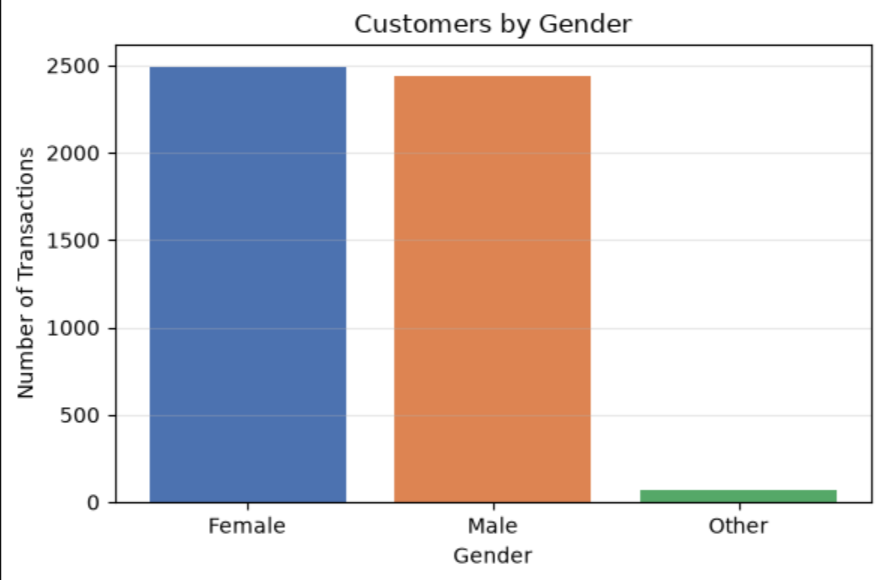 Customers by Gender
Number of Transactions
2500
2000
1500
1000
500
0
Female Male Other
Gender